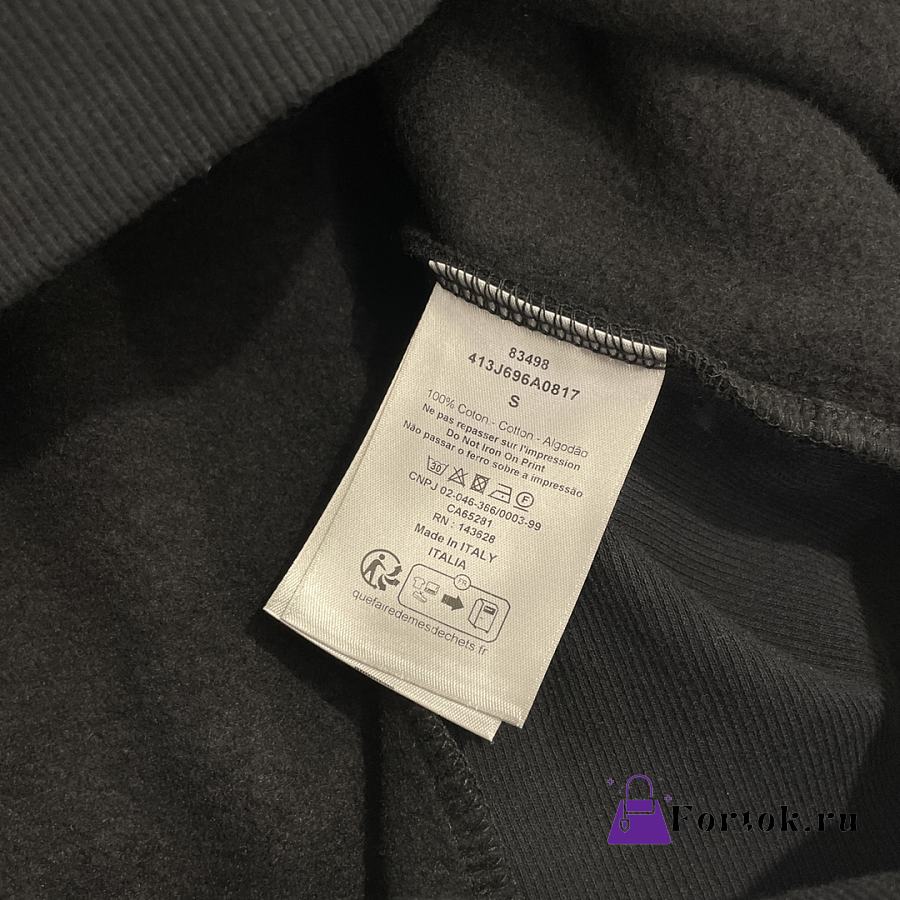 83498
413J696A0817
S
100% Coton - Cotton - Algodão
Ne pas repasser sur l'impression
Do Not Iron On Print
Não passar o ferro sobre a impressão
30 F
CNPJ 02-046-366/0003-99
CA65281
RN : 143628
Made In ITALY
ITALIA
FR
quefairedemesdechets.fr
Fortok.ru